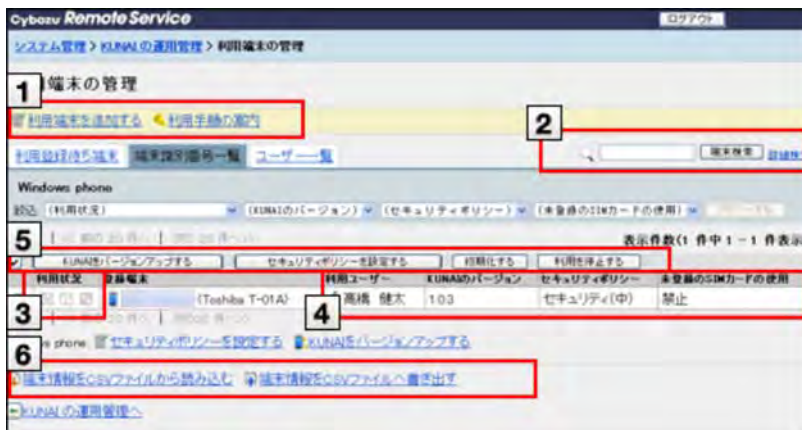 Cybozu Remote Service ログアウト
システム管理 > KUNAIの運用管理 > 利用端末の管理
端末の管理
1
利用端末を追加する 利用手続の案内
2
利用登録待ち端末 端末識別番号一覧 ユーザー一覧 端末検索
Windows phone
絞込 (利用状況) (KUNAIのバージョン) (セキュリティポリシー) (未登録のSIMカードの使用)
5
表示件数(1 件中 1 - 1 件表示
KUNAIをバージョンアップする セキュリティポリシーを設定する 初期化する 利用を停止する
利用状況 登録端末 利用ユーザー KUNAIのバージョン セキュリティポリシー 未登録のSIMカードの使用
(Toshiba T-01A) 高橋 健太 1.0.3 セキュリティ(中) 禁止
3
4
phone セキュリティポリシーを設定する KUNAIをバージョンアップする
6
端末情報をCSVファイルから読み込む 端末情報をCSVファイルへ書き出す
KUNAIの運用管理へ